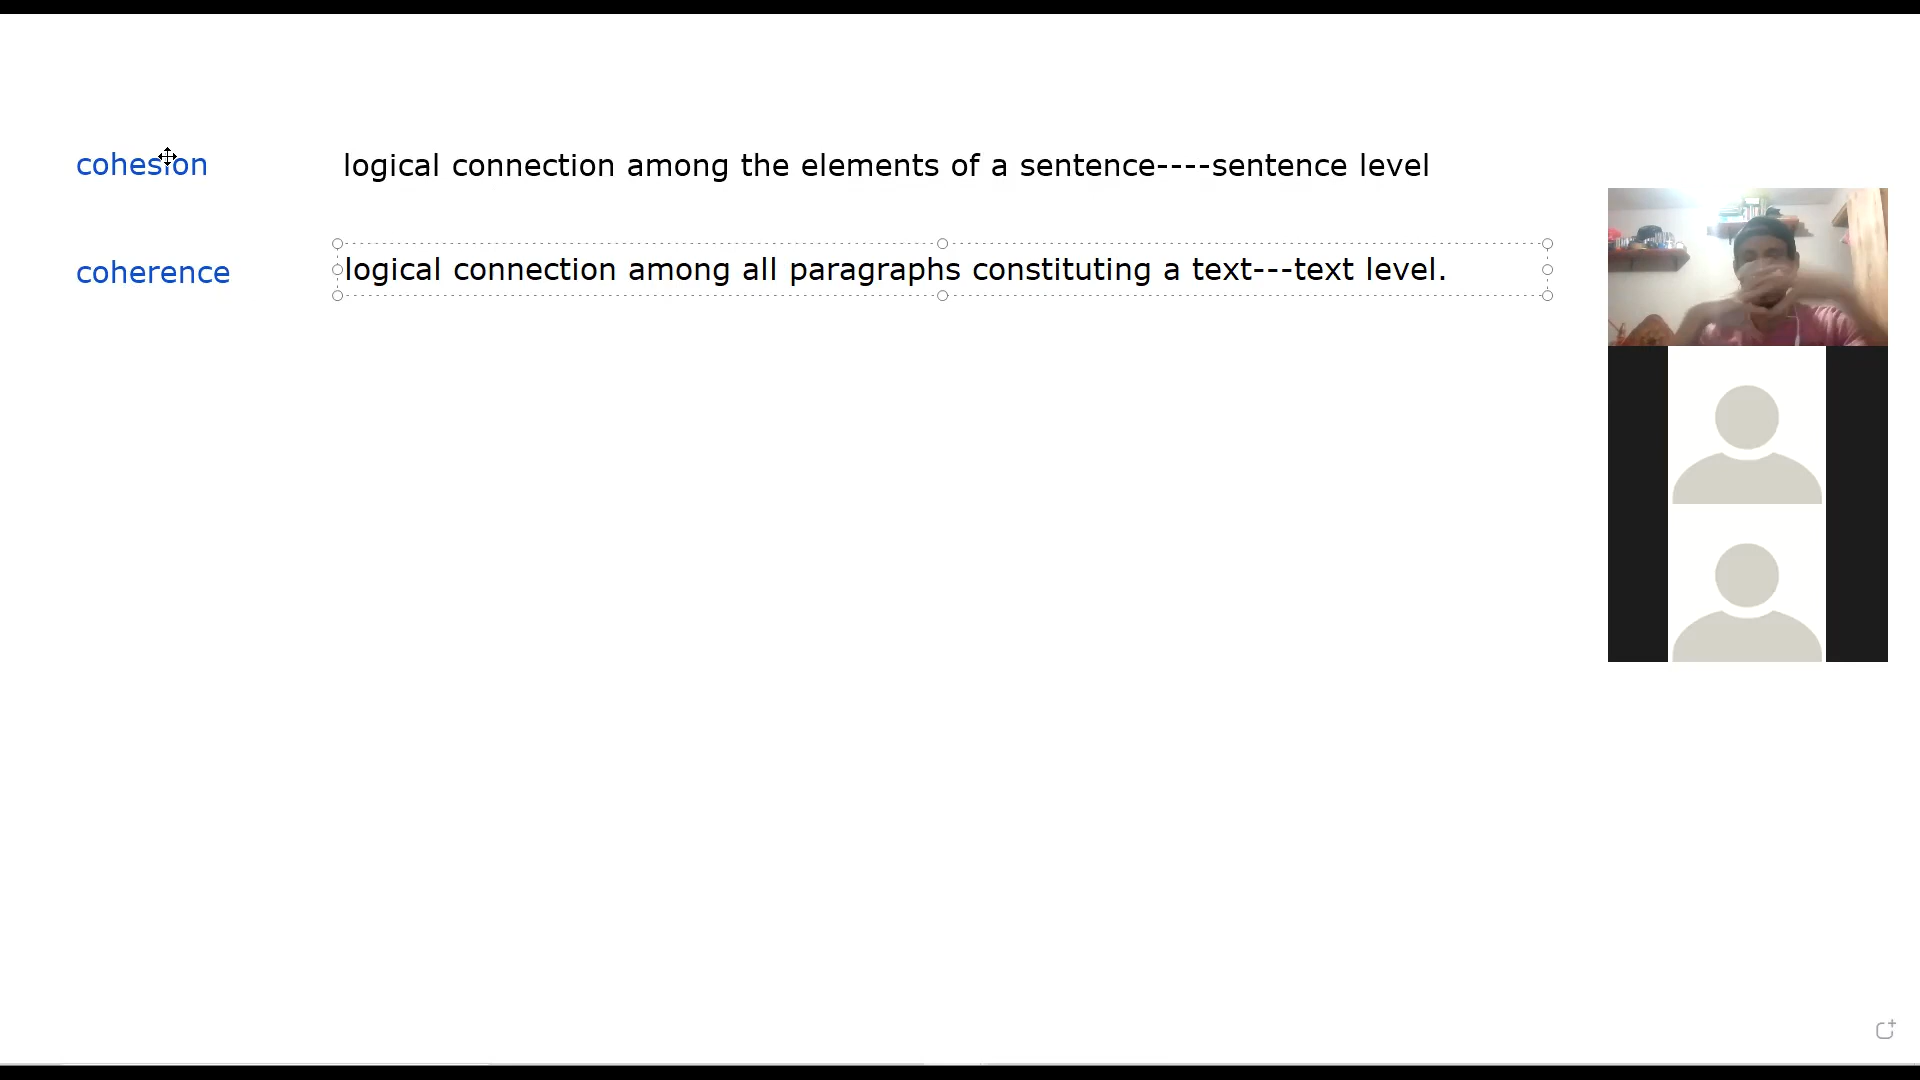 cohesion logical connection among the elements of a sentence----sentence level
coherence logical connection among all paragraphs constituting a text---text level.